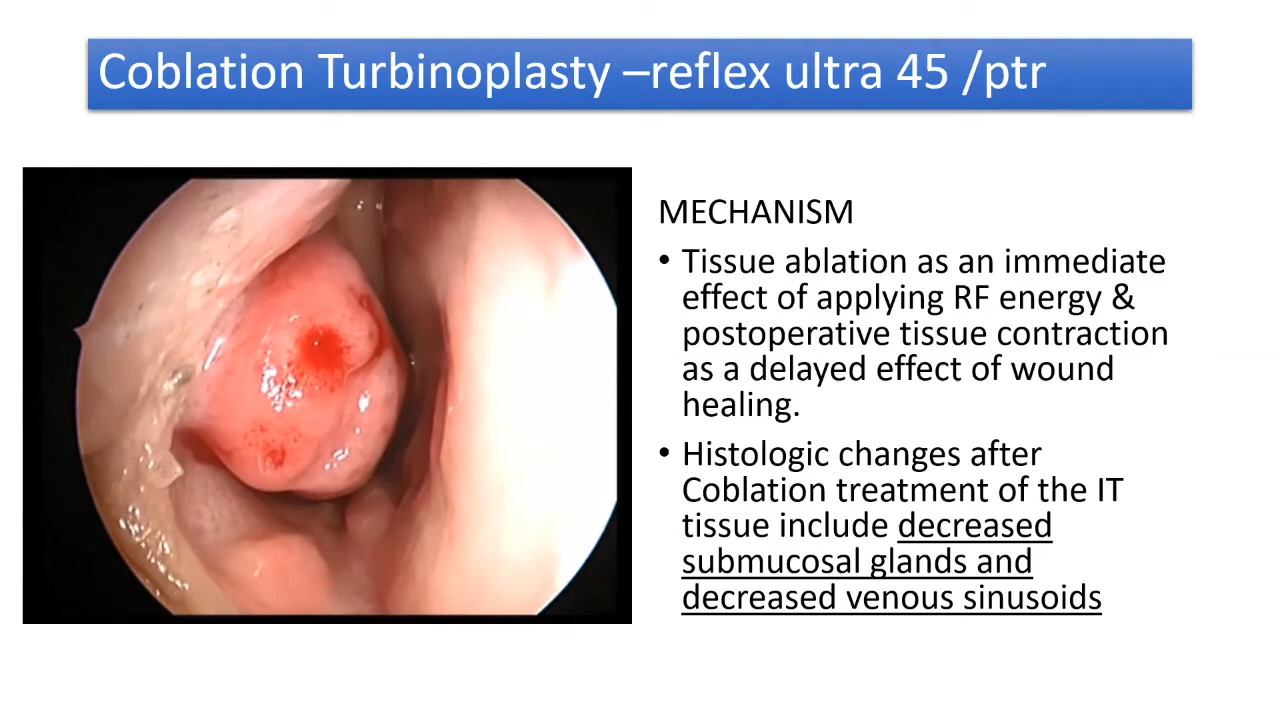 Coblation Turbinoplasty –reflex ultra 45 /ptr
MECHANISM
• Tissue ablation as an immediate
effect of applying RF energy &
postoperative tissue contraction
as a delayed effect of wound
healing.
• Histologic changes after
Coblation treatment of the IT
tissue include decreased
submucosal glands and
decreased venous sinusoids